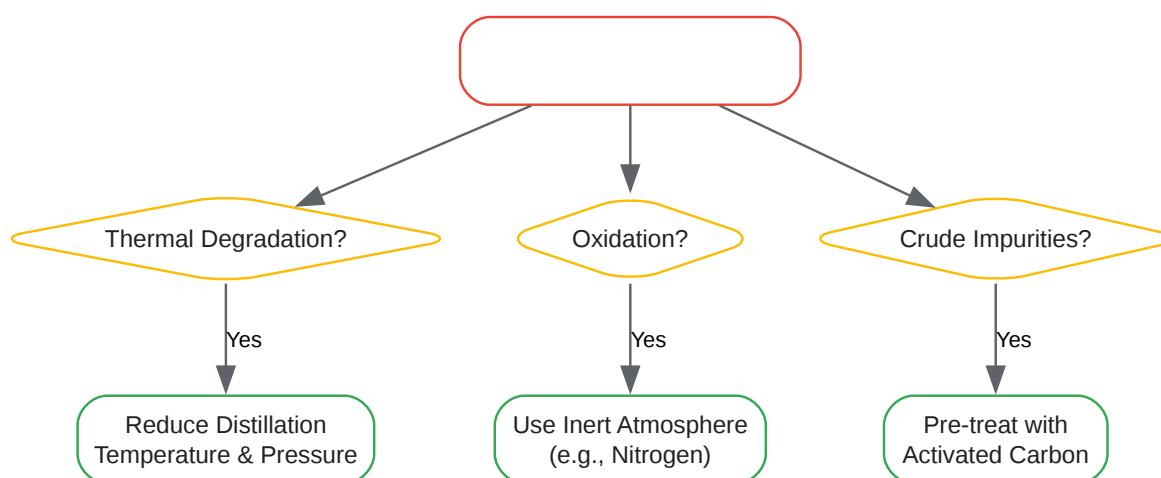 Thermal Degradation?
Oxidation?
Crude Impurities?
Yes
Yes
Yes
Reduce Distillation
Temperature & Pressure
Use Inert Atmosphere
(e.g., Nitrogen)
Pre-treat with
Activated Carbon